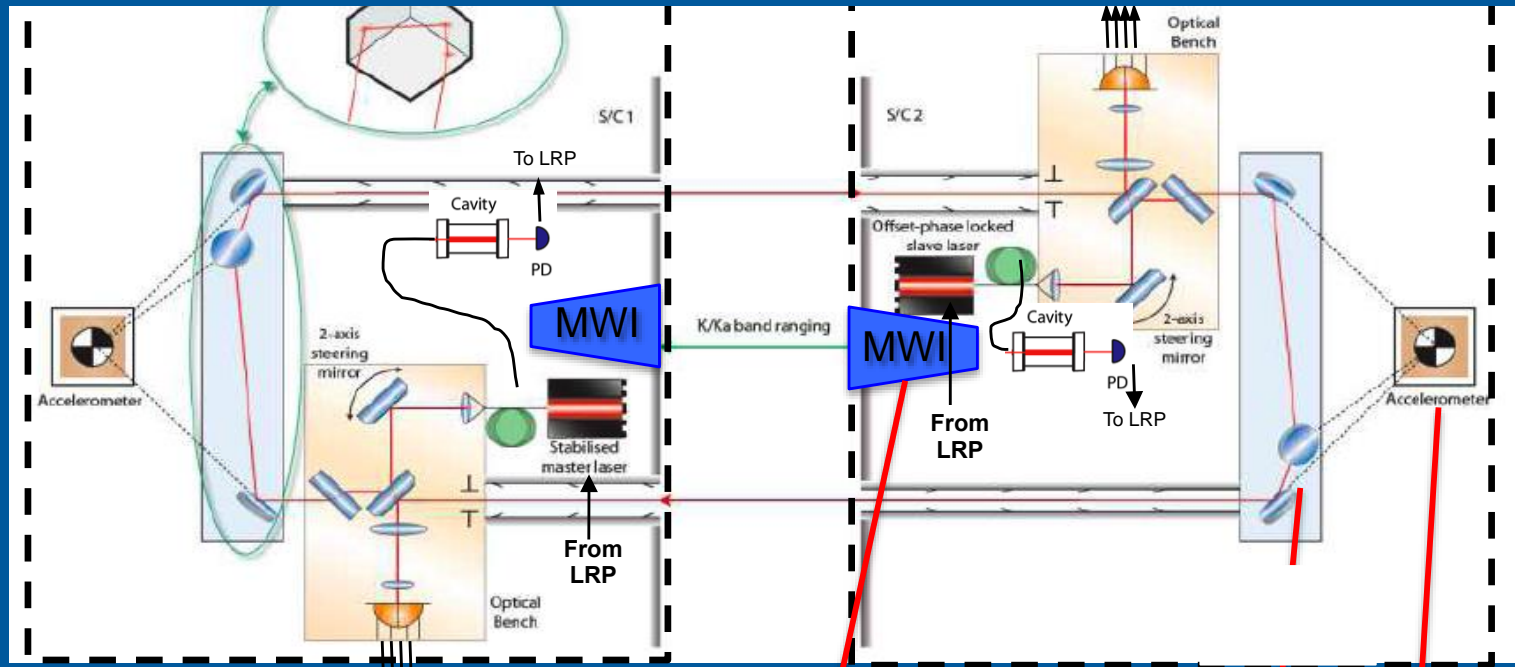 Optical
Bench
S/C 1
S/C 2
To LRP
Cavity
PD
Offset-phase locked
slave laser
MWI
K/Ka band ranging
MWI
Cavity
PD
To LRP
2-axis
steering
mirror
2-axis
steering
mirror
Accelerometer
Accelerometer
From
LRP
Stabilised
master laser
From
LRP
Optical
Bench